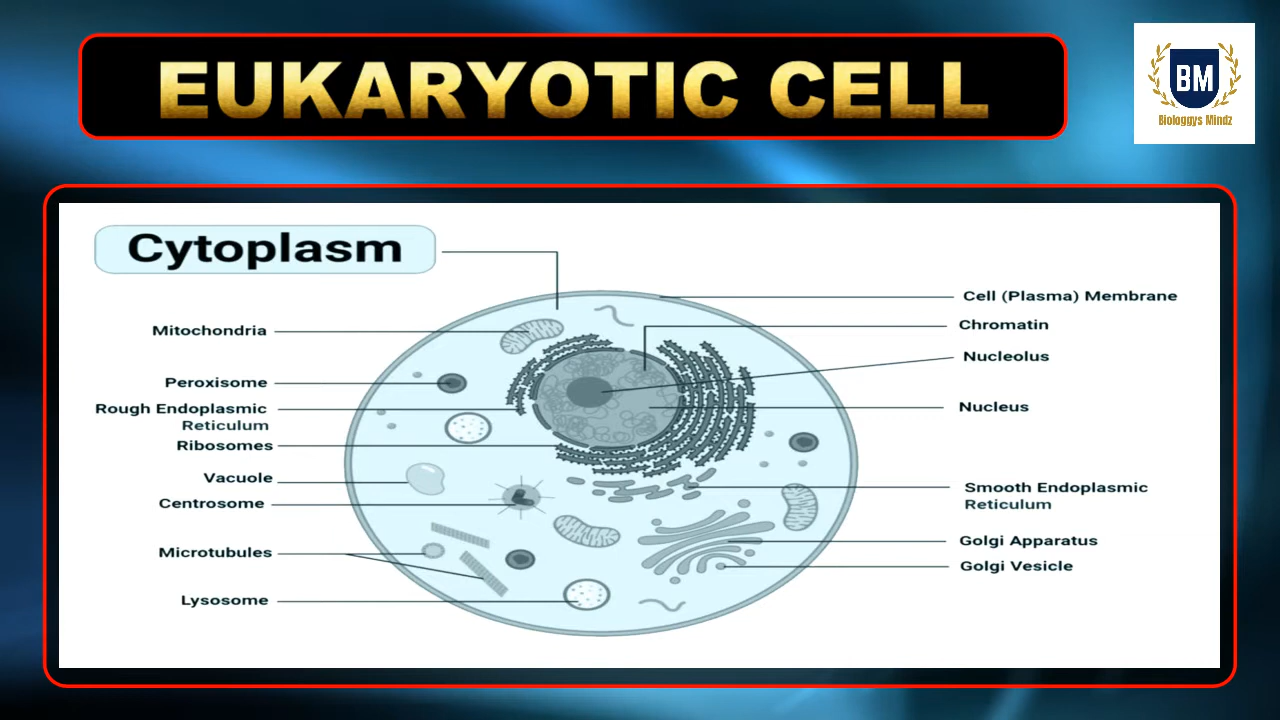 EUKARYOTIC CELL
BM
Biologgys Mindz
Cytoplasm
Mitochondria
Peroxisome
Rough Endoplasmic
Reticulum
Ribosomes
Vacuole
Centrosome
Microtubules
Lysosome
Cell (Plasma) Membrane
Chromatin
Nucleolus
Nucleus
Smooth Endoplasmic
Reticulum
Golgi Apparatus
Golgi Vesicle